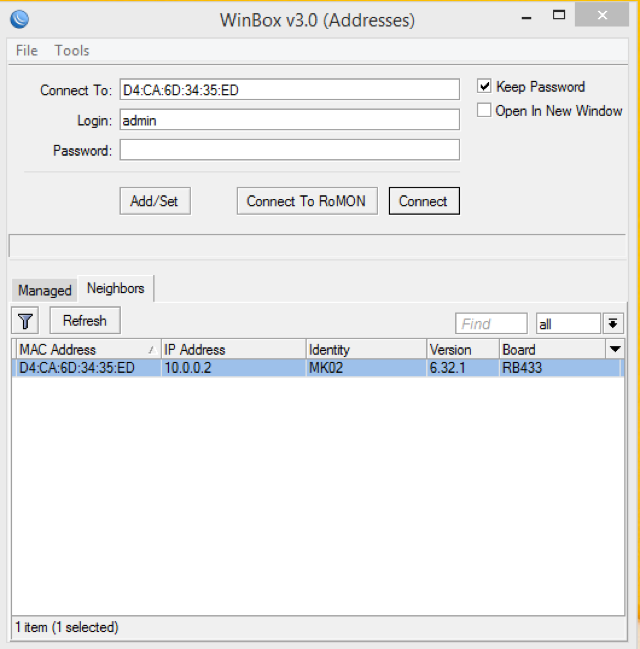 WinBox v3.0 (Addresses)
File Tools
Connect To: D4:CA:6D:34:35:ED
Keep Password
Login: admin
Open In New Window
Password:
Add/Set Connect To RoMON Connect
Managed Neighbors
Refresh Find all
MAC Address IP Address Identity Version Board
D4:CA:6D:34:35:ED 10.0.0.2 MK02 6.32.1 RB433
1 item (1 selected)